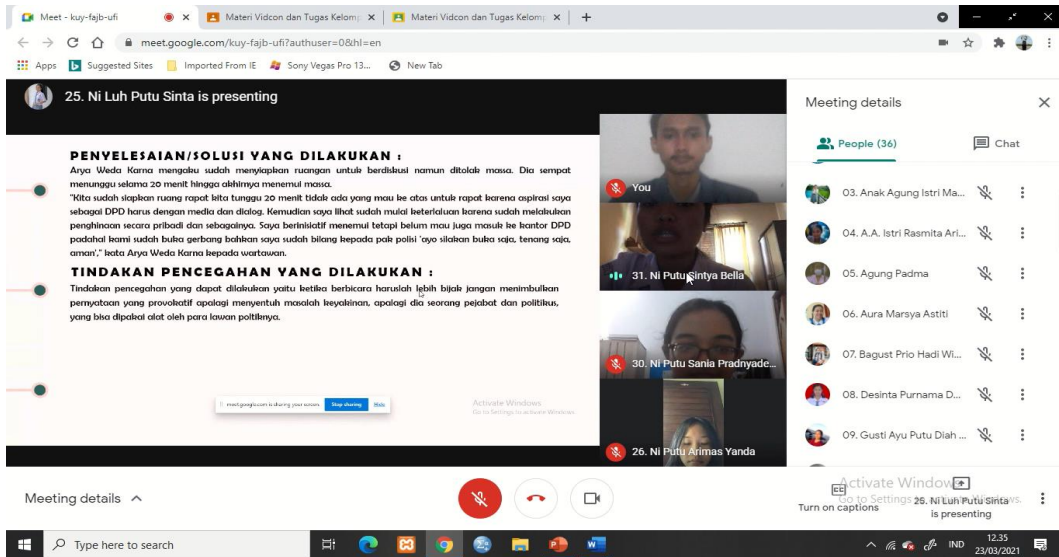 Meet - kuy-fajb-ufi
Materi Vidcon dan Tugas Kelomp
Materi Vidcon dan Tugas Kelomp
meet.google.com/kuy-fajb-ufi?authuser=0&hl=en
Apps Suggested Sites Imported From IE Sony Vegas Pro 13... New Tab
25. Ni Luh Putu Sinta is presenting
PENYELESAIAN/SOLUSI YANG DILAKUKAN :
Arya Weda Karna mengaku sudah menyiapkan ruangan untuk berdiskusi namun ditolak massa. Dia sempat
menunggu selama 20 menit hingga akhirnya menemui massa.
"Kita sudah siapkan ruang rapat kita tunggu 20 menit tidak ada yang mau ke atas untuk rapat karena aspirasi saya
sebagai DPD harus dengan media dan dialog. Kemudian saya lihat sudah mulai keterlaluan karena sudah melakukan
penghinaan secara pribadi dan sebagainya. Saya berinisiatif menemui tetapi belum mau juga masuk ke kantor DPD
padahal kami sudah buka gerbang bahkan saya sudah bilang kepada pak polisi 'oyo silakan buka saja, tenang saja,
aman'," kata Arya Weda Karna kepada wartawan.
TINDAKAN PENCEGAHAN YANG DILAKUKAN :
Tindakan pencegahan yang dapat dilakukan yaitu ketika berbicara haruslah lebih bijak jangan menimbulkan
pernyataan yang provokatif apalagi menyentuh masalah keyakinan, apalagi dia seorang pejabat dan politikus,
yang bisa dipakai alat oleh para lawan poltiknya.
meet.google.com is sharing your screen. Stop sharing Hide
Activate Windows
Go to Settings to activate Windows.
You
31. Ni Putu Sintya Bella
30. Ni Putu Sania Pradnyade...
26. Ni Putu Arimas Yanda
Meeting details
People (36) Chat
03. Anak Agung Istri Ma...
04. A.A. Istri Rasmita Ari...
05. Agung Padma
06. Aura Marsya Astiti
07. Bagust Prio Hadi Wi...
08. Desinta Purnama D...
09. Gusti Ayu Putu Diah ...
Meeting details
Turn on captions
25. Ni Luh Putu Sinta
is presenting
Activate Windows
Go to Settings
Type here to search
IND
12.35
23/03/2021